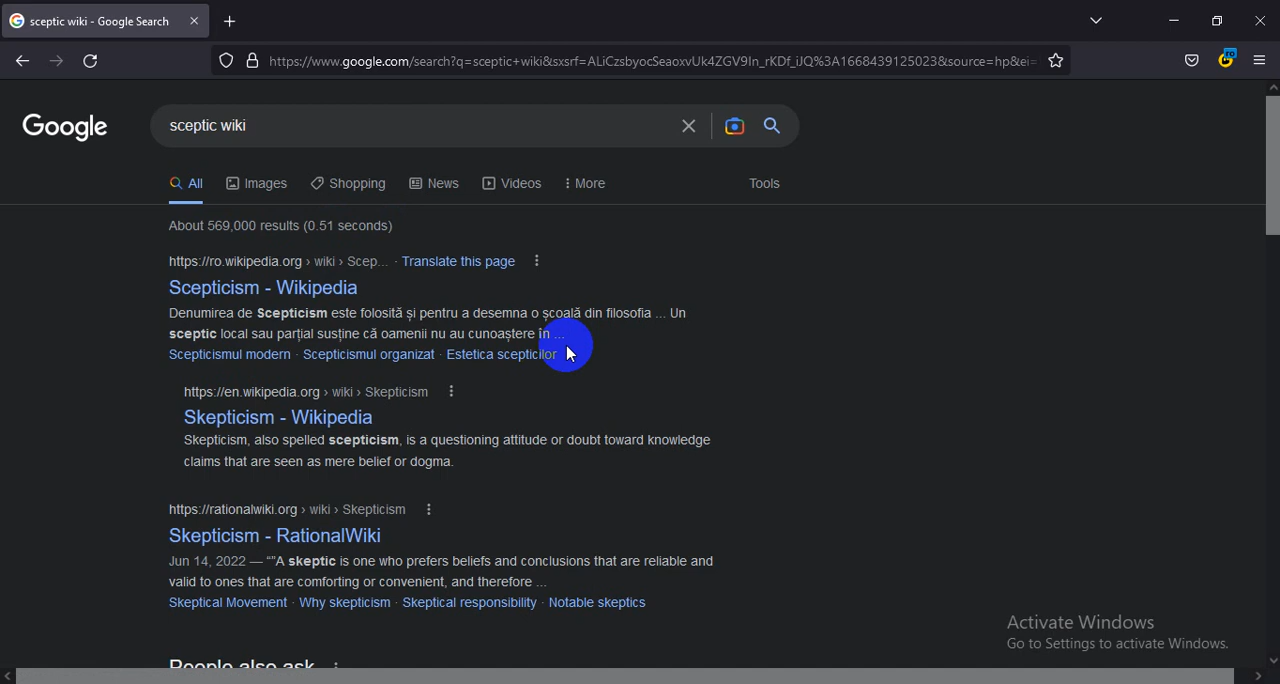 sceptic wiki - Google Search
https://www.google.com/search?q=sceptic+wiki&sxsrf=ALiCzsbyocSeaoxvUk4ZGV9In_rKDf_iJQ%3A1668439125023&source=hp&ei=
ro
Google
sceptic wiki
All Images Shopping News Videos More Tools
About 569,000 results (0.51 seconds)
https://ro.wikipedia.org › wiki › Scep... · Translate this page
Scepticism - Wikipedia
Denumirea de Scepticism este folosită și pentru a desemna o școală din filosofia ... Un
sceptic local sau parțial susține că oamenii nu au cunoaștere în ...
Scepticismul modern · Scepticismul organizat · Estetica scepticilor
https://en.wikipedia.org › wiki › Skepticism
Skepticism - Wikipedia
Skepticism, also spelled scepticism, is a questioning attitude or doubt toward knowledge
claims that are seen as mere belief or dogma.
https://rationalwiki.org › wiki › Skepticism
Skepticism - RationalWiki
Jun 14, 2022 — “"A skeptic is one who prefers beliefs and conclusions that are reliable and
valid to ones that are comforting or convenient, and therefore ...
Skeptical Movement · Why skepticism · Skeptical responsibility · Notable skeptics
Activate Windows
Go to Settings to activate Windows.
People also ask